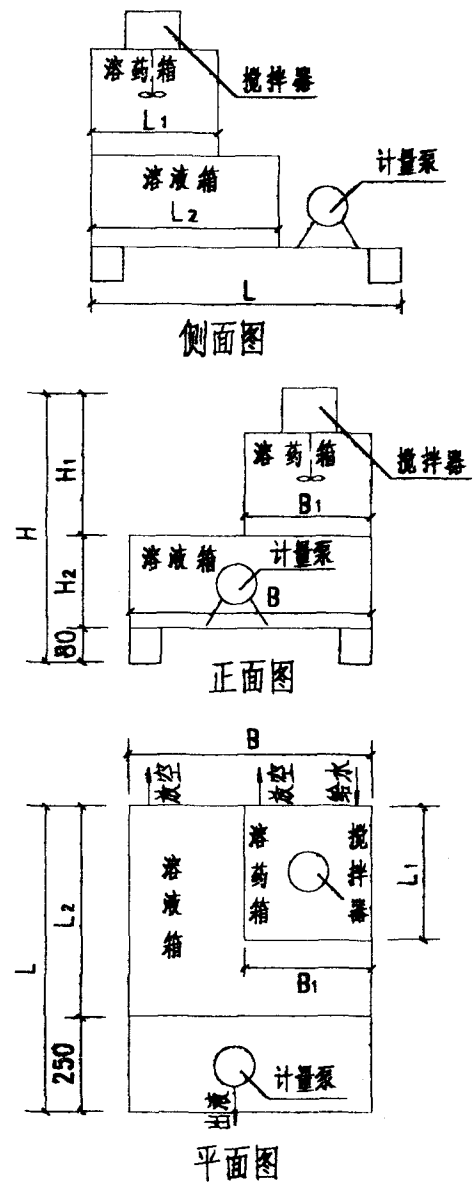 溶药箱
搅拌器
L1
计量泵
溶液箱
L2
L
侧面图
H1
溶药箱
搅拌器
B1
H
溶液箱
计量泵
H2
B
80
正面图
B
放空
放空
给水
溶药箱
搅拌器
L1
溶液箱
L2
L
B1
250
计量泵
出液
平面图